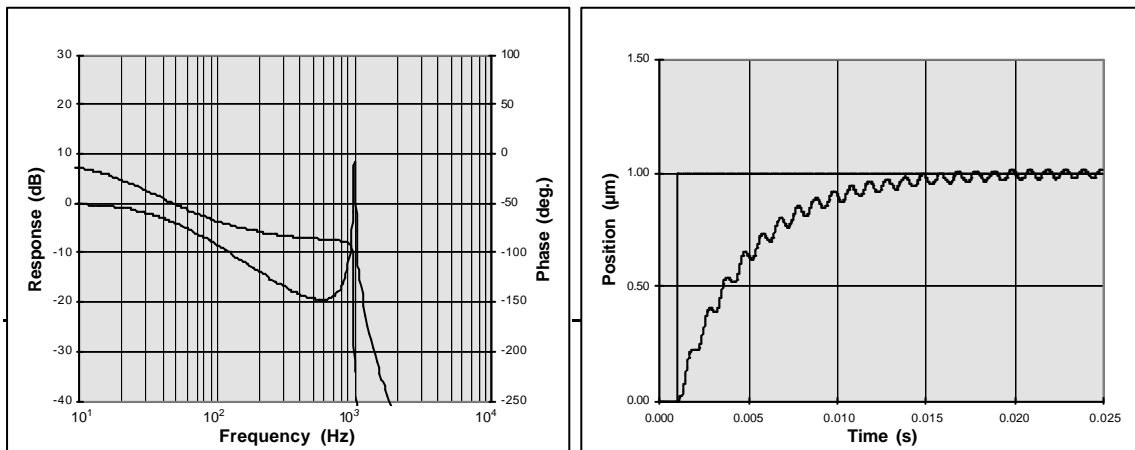 30
20
10
0
-10
-20
-30
-40
Response (dB)
100
50
0
-50
-100
-150
-200
-250
Phase (deg.)
10¹ 10² 10³ 10⁴
Frequency (Hz)
1.50
1.00
0.50
0.00
Position (µm)
0.000 0.005 0.010 0.015 0.020 0.025
Time (s)